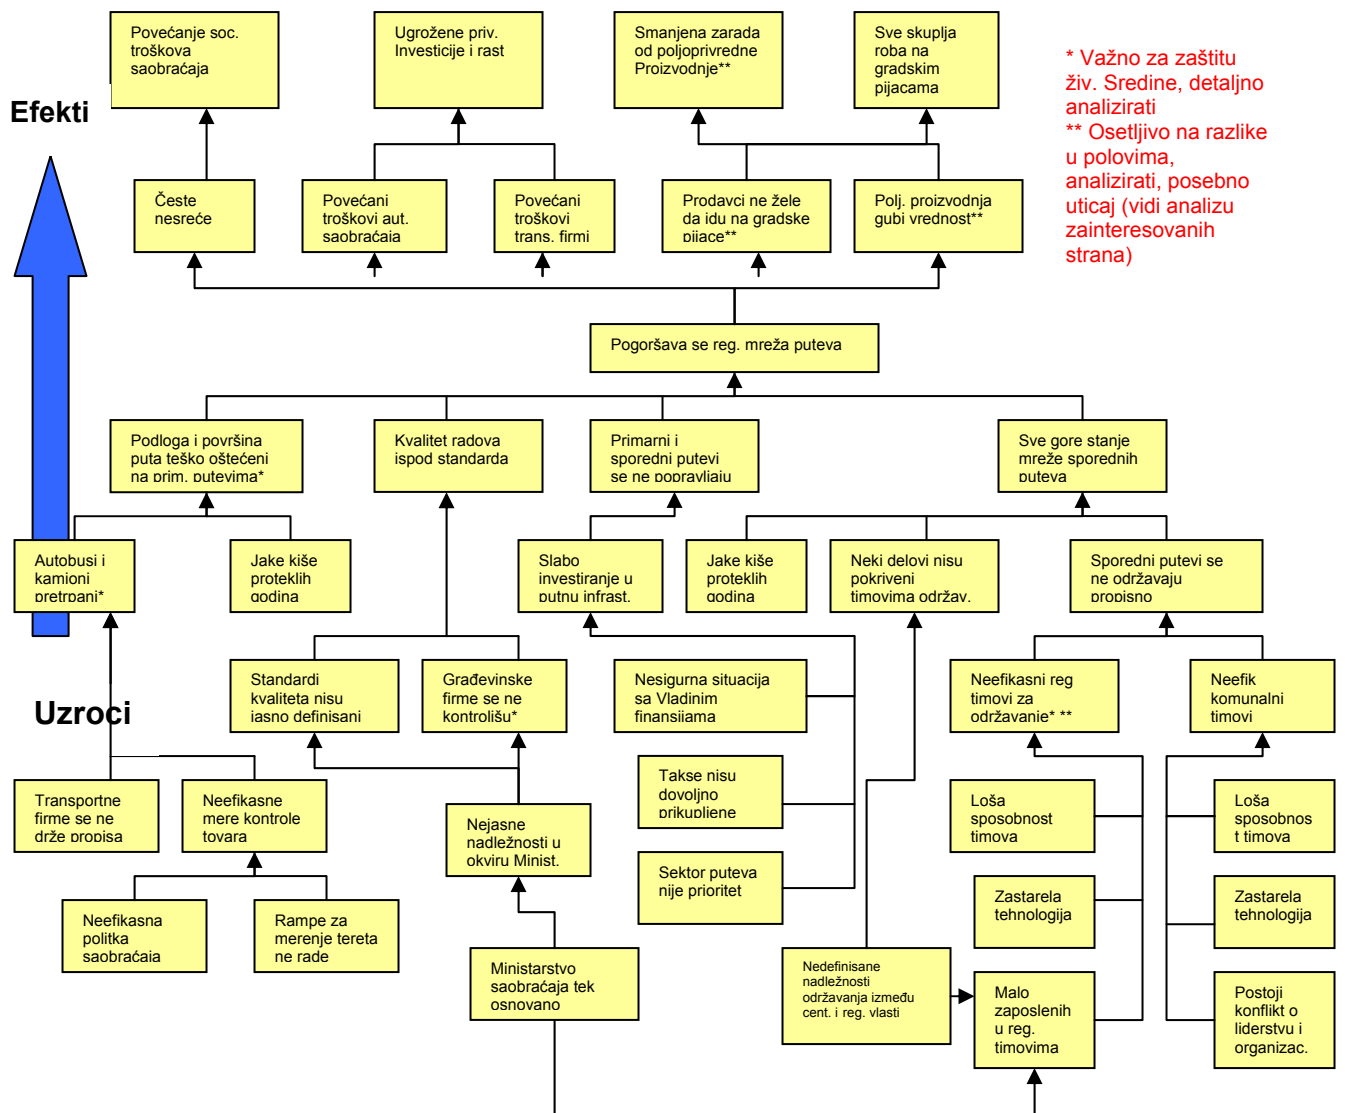 Povećanje soc.
troškova
saobraćaja
Ugrožene priv.
Investicije i rast
Smanjena zarada
od poljoprivredne
Proizvodnje**
Sve skuplja
roba na
gradskim
pijacama
* Važno za zaštitu
živ. Sredine, detaljno
analizirati
** Osetljivo na razlike
u polovima,
analizirati, posebno
uticaj (vidi analizu
zainteresovanih
strana)
Efekti
Česte
nesreće
Povećani
troškovi aut.
saobraćaja
Povećani
troškovi
trans. firmi
Prodavci ne žele
da idu na gradske
pijace**
Polj. proizvodnja
gubi vrednost**
Pogoršava se reg. mreža puteva
Podloga i površina
puta teško oštećeni
na prim. putevima*
Kvalitet radova
ispod standarda
Primarni i
sporedni putevi
se ne popravljaju
Sve gore stanje
mreže sporednih
puteva
Autobusi i
kamioni
pretrpani*
Jake kiše
proteklih
godina
Slabo
investiranje u
putnu infrast.
Jake kiše
proteklih
godina
Neki delovi nisu
pokriveni
timovima održav.
Sporedni putevi se
ne održavaju
propisno
Standardi
kvaliteta nisu
jasno definisani
Građevinske
firme se ne
kontrolišu*
Nesigurna situacija
sa Vladinim
finansijama
Neefikasni reg
timovi za
održavanje* **
Neefik
komunalni
timovi
Uzroci
Transportne
firme se ne
drže propisa
Neefikasne
mere kontrole
tovara
Nejasne
nadležnosti u
okviru Minist.
Takse nisu
dovoljno
prikupljene
Loša
sposobnost
timova
Loša
sposobnos
t timova
Sektor puteva
nije prioritet
Zastarela
tehnologija
Zastarela
tehnologija
Neefikasna
politka
saobraćaja
Rampe za
merenje tereta
ne rade
Ministarstvo
saobraćaja tek
osnovano
Nedefinisane
nadležnosti
održavanja između
cent. i reg. vlasti
Malo
zaposlenih
u reg.
timovima
Postoji
konflikt o
liderstvu i
organizac.